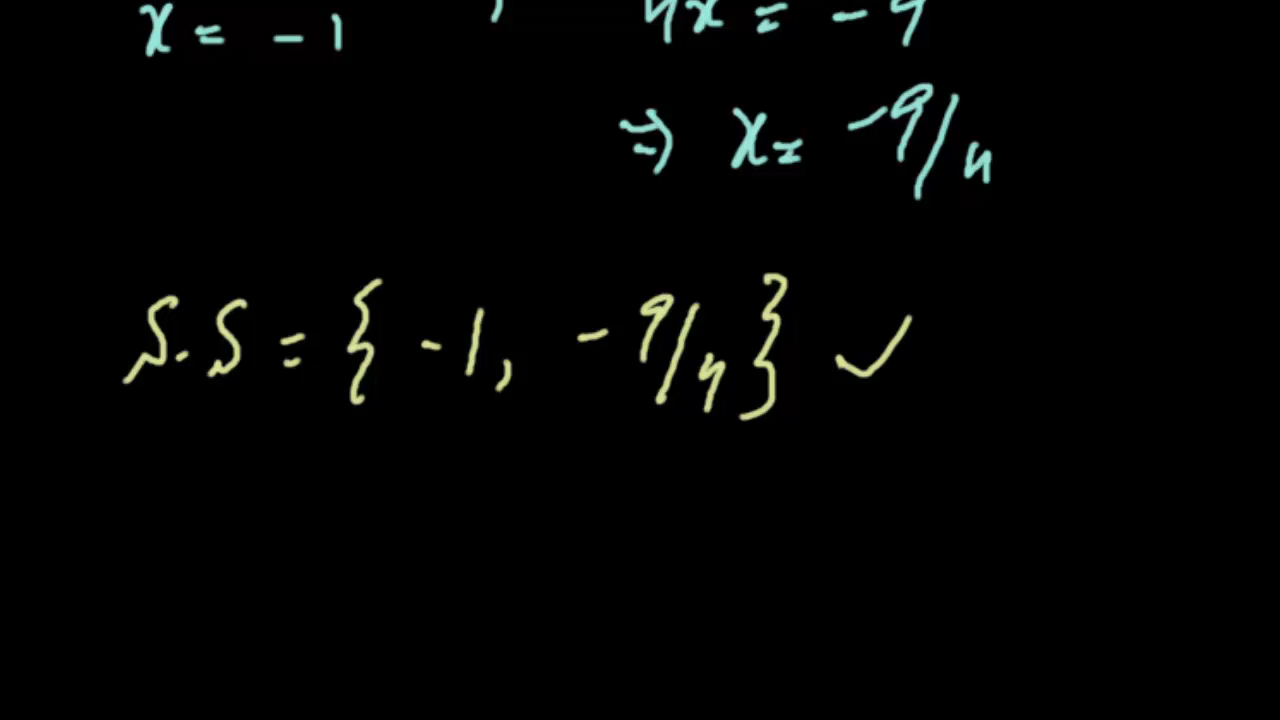 x = -1 , 4x = -9
⇒ x = -9/4
S.S = { -1, -9/4 } ✓